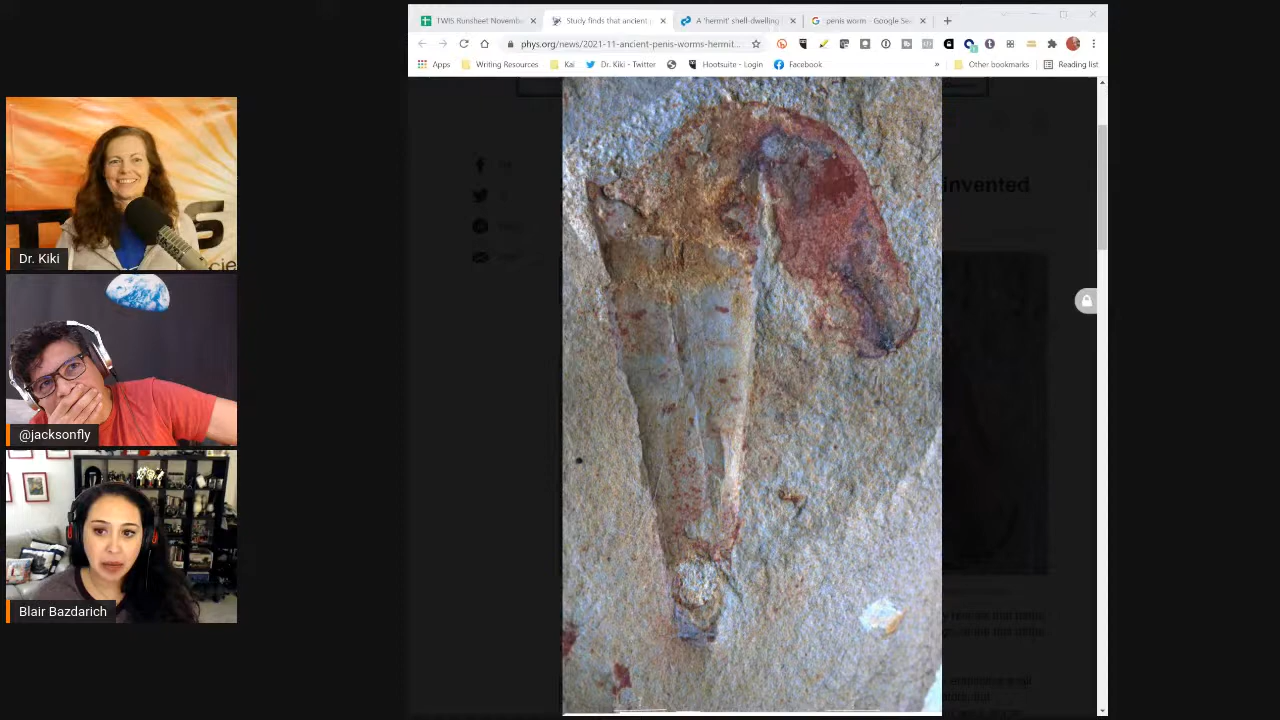 TWIS Runsheet Novembe
Study finds that ancient p
A 'hermit' shell-dwelling
penis worm - Google Sea
phys.org/news/2021-11-ancient-penis-worms-hermit...
Apps
Writing Resources
Kai
Dr. Kiki - Twitter
Hootsuite - Login
Facebook
»
Other bookmarks
Reading list
invented
Dr. Kiki
@jacksonfly
Blair Bazdarich